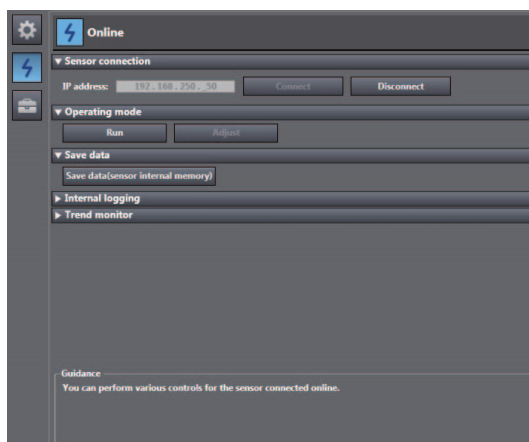 Online
Sensor connection
IP address: 192.168.250._50 Connect Disconnect
Operating mode
Run Adjust
Save data
Save data(sensor internal memory)
Internal logging
Trend monitor
Guidance
You can perform various controls for the sensor connected online.